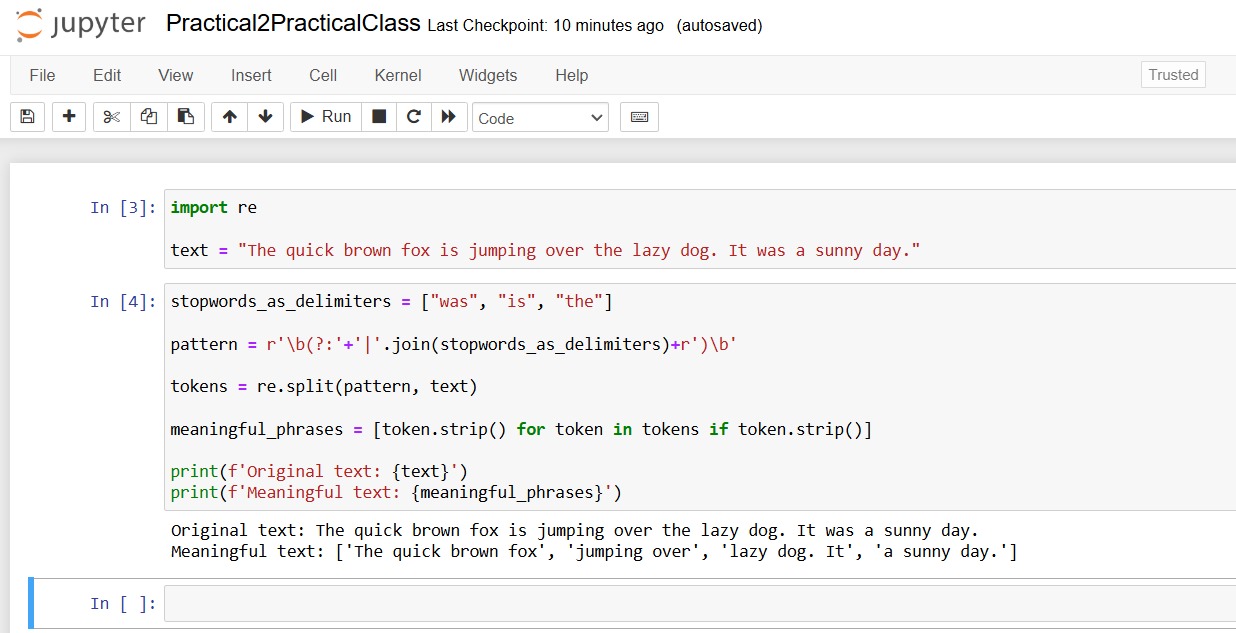 jupyter Practical2PracticalClass Last Checkpoint: 10 minutes ago (autosaved)
File Edit View Insert Cell Kernel Widgets Help Trusted
Run Code
In [3]: import re
text = "The quick brown fox is jumping over the lazy dog. It was a sunny day."
In [4]: stopwords_as_delimiters = ["was", "is", "the"]
pattern = r'\b(?:'+'|'.join(stopwords_as_delimiters)+r')\b'
tokens = re.split(pattern, text)
meaningful_phrases = [token.strip() for token in tokens if token.strip()]
print(f'Original text: {text}')
print(f'Meaningful text: {meaningful_phrases}')
Original text: The quick brown fox is jumping over the lazy dog. It was a sunny day.
Meaningful text: ['The quick brown fox', 'jumping over', 'lazy dog. It', 'a sunny day.']
In [ ]: